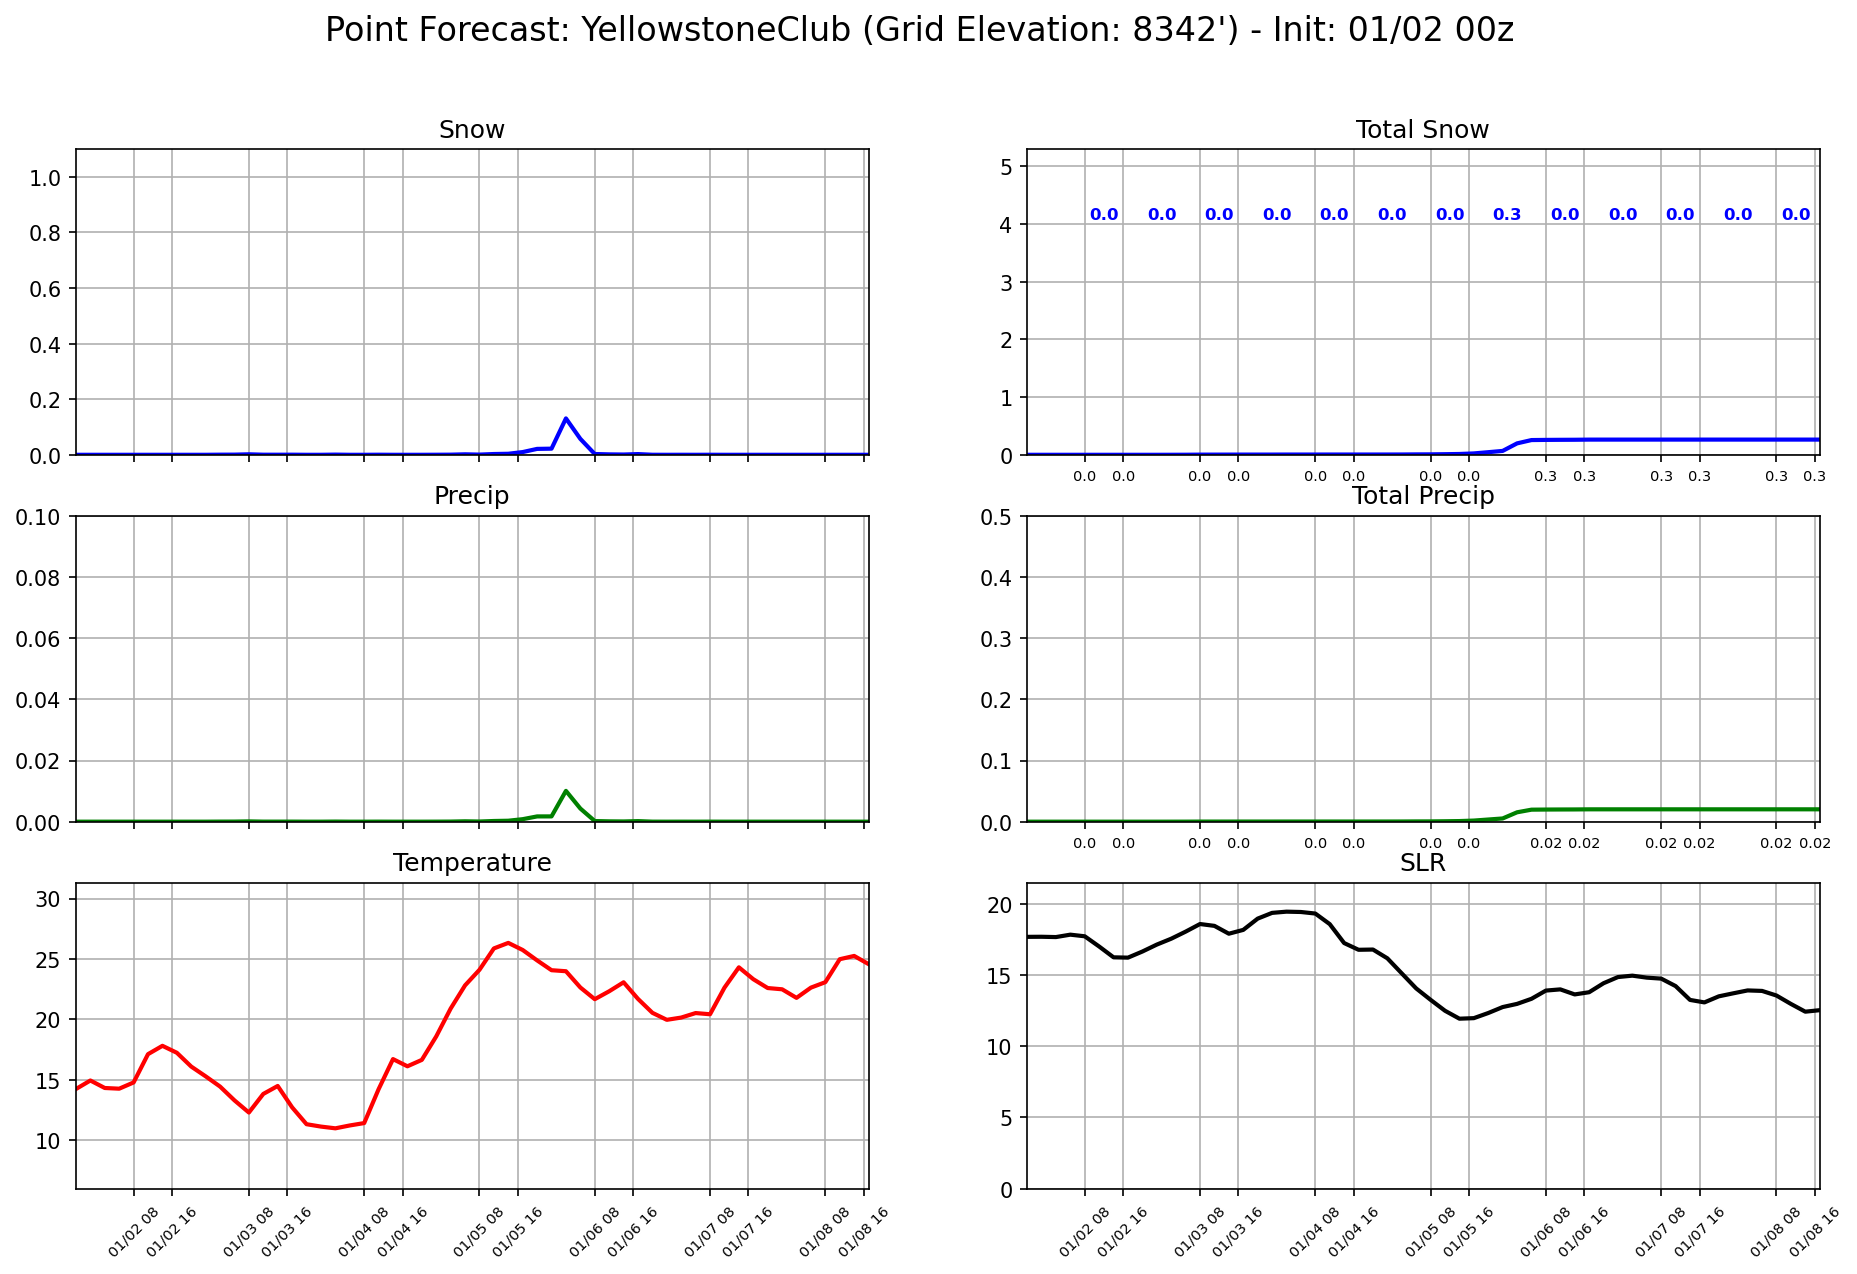 Point Forecast: YellowstoneClub (Grid Elevation: 8342') - Init: 01/02 00z
Snow
1.0
0.8
0.6
0.4
0.2
0.0
Total Snow
5
4
3
2
1
0
0.0 0.0 0.0 0.0 0.0 0.0 0.0 0.3 0.0 0.0 0.0 0.0 0.0
0.0 0.0 0.0 0.0 0.0 0.0 0.0 0.0 0.3 0.3 0.3 0.3 0.3 0.3
Precip
0.10
0.08
0.06
0.04
0.02
0.00
Total Precip
0.5
0.4
0.3
0.2
0.1
0.0
0.0 0.0 0.0 0.0 0.0 0.0 0.0 0.0 0.02 0.02 0.02 0.02 0.02 0.02
Temperature
30
25
20
15
10
01/02 08 01/02 16 01/03 08 01/03 16 01/04 08 01/04 16 01/05 08 01/05 16 01/06 08 01/06 16 01/07 08 01/07 16 01/08 08 01/08 16
SLR
20
15
10
5
0
01/02 08 01/02 16 01/03 08 01/03 16 01/04 08 01/04 16 01/05 08 01/05 16 01/06 08 01/06 16 01/07 08 01/07 16 01/08 08 01/08 16